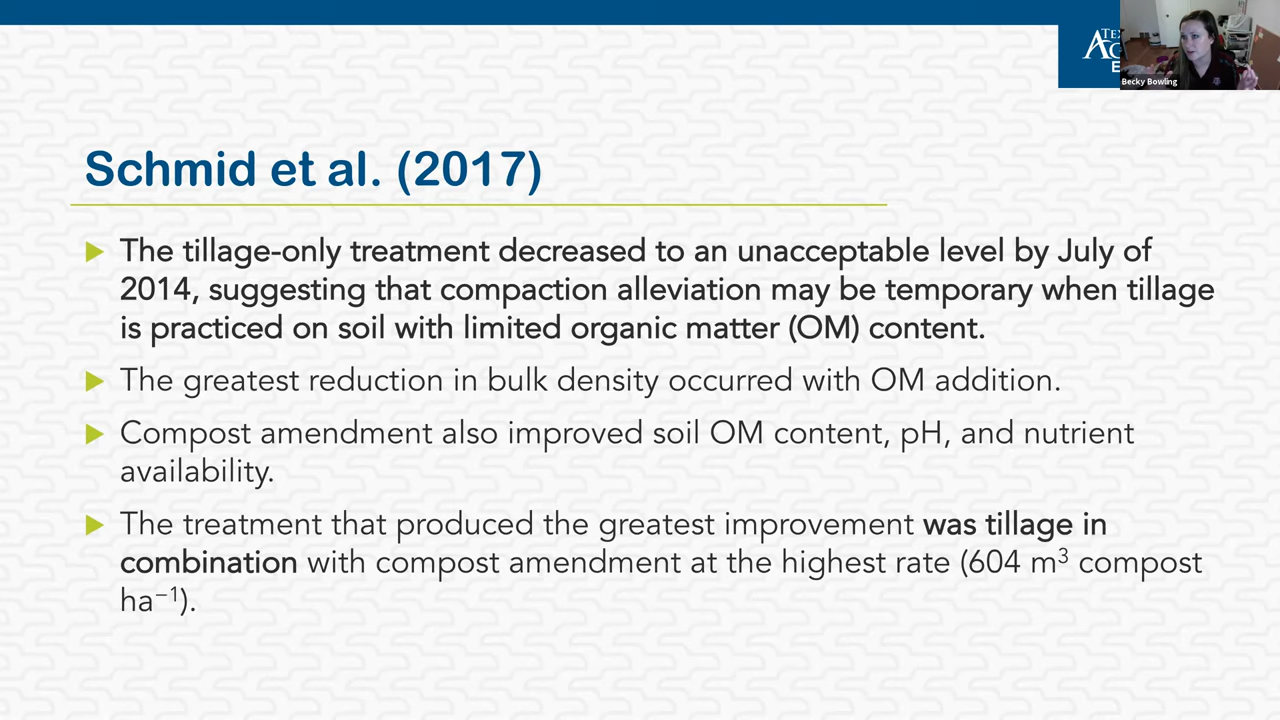 Becky Bowling
Schmid et al. (2017)
The tillage-only treatment decreased to an unacceptable level by July of
2014, suggesting that compaction alleviation may be temporary when tillage
is practiced on soil with limited organic matter (OM) content.
The greatest reduction in bulk density occurred with OM addition.
Compost amendment also improved soil OM content, pH, and nutrient
availability.
The treatment that produced the greatest improvement was tillage in
combination with compost amendment at the highest rate (604 m³ compost
ha⁻¹).